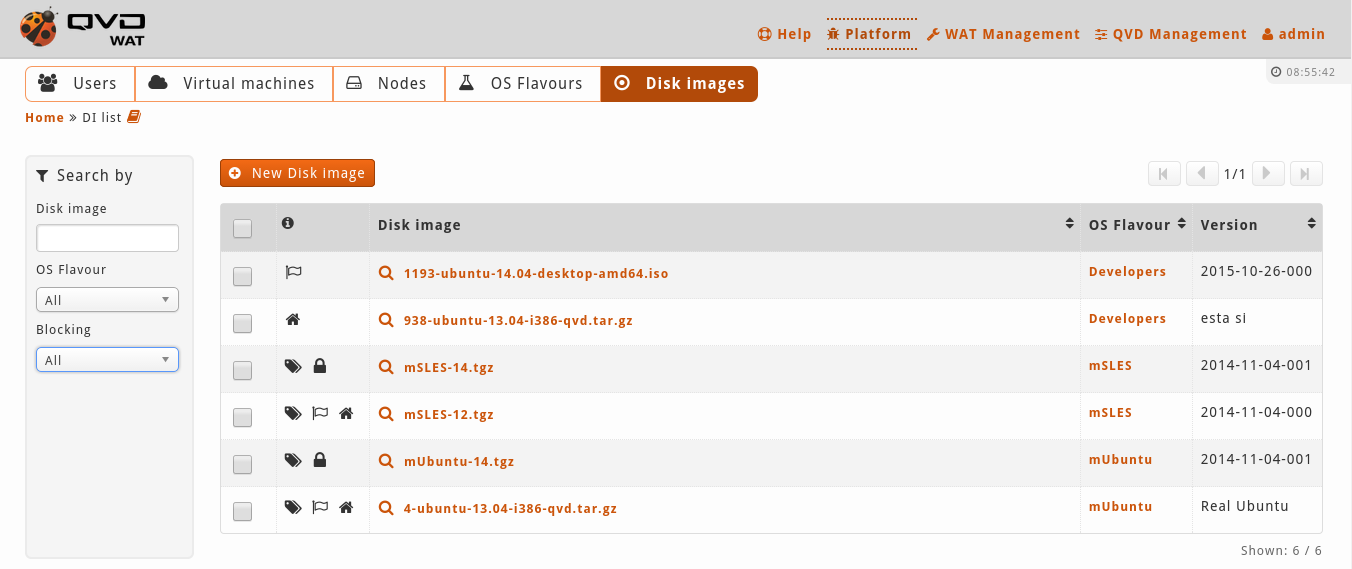 QVD
WAT
Help Platform WAT Management QVD Management admin
Users Virtual machines Nodes OS Flavours Disk images
08:55:42
Home » DI list
Search by
Disk image
OS Flavour
All
Blocking
All
New Disk image
1/1
Disk image OS Flavour Version
1193-ubuntu-14.04-desktop-amd64.iso Developers 2015-10-26-000
938-ubuntu-13.04-i386-qvd.tar.gz Developers esta si
mSLES-14.tgz mSLES 2014-11-04-001
mSLES-12.tgz mSLES 2014-11-04-000
mUbuntu-14.tgz mUbuntu 2014-11-04-001
4-ubuntu-13.04-i386-qvd.tar.gz mUbuntu Real Ubuntu
Shown: 6 / 6